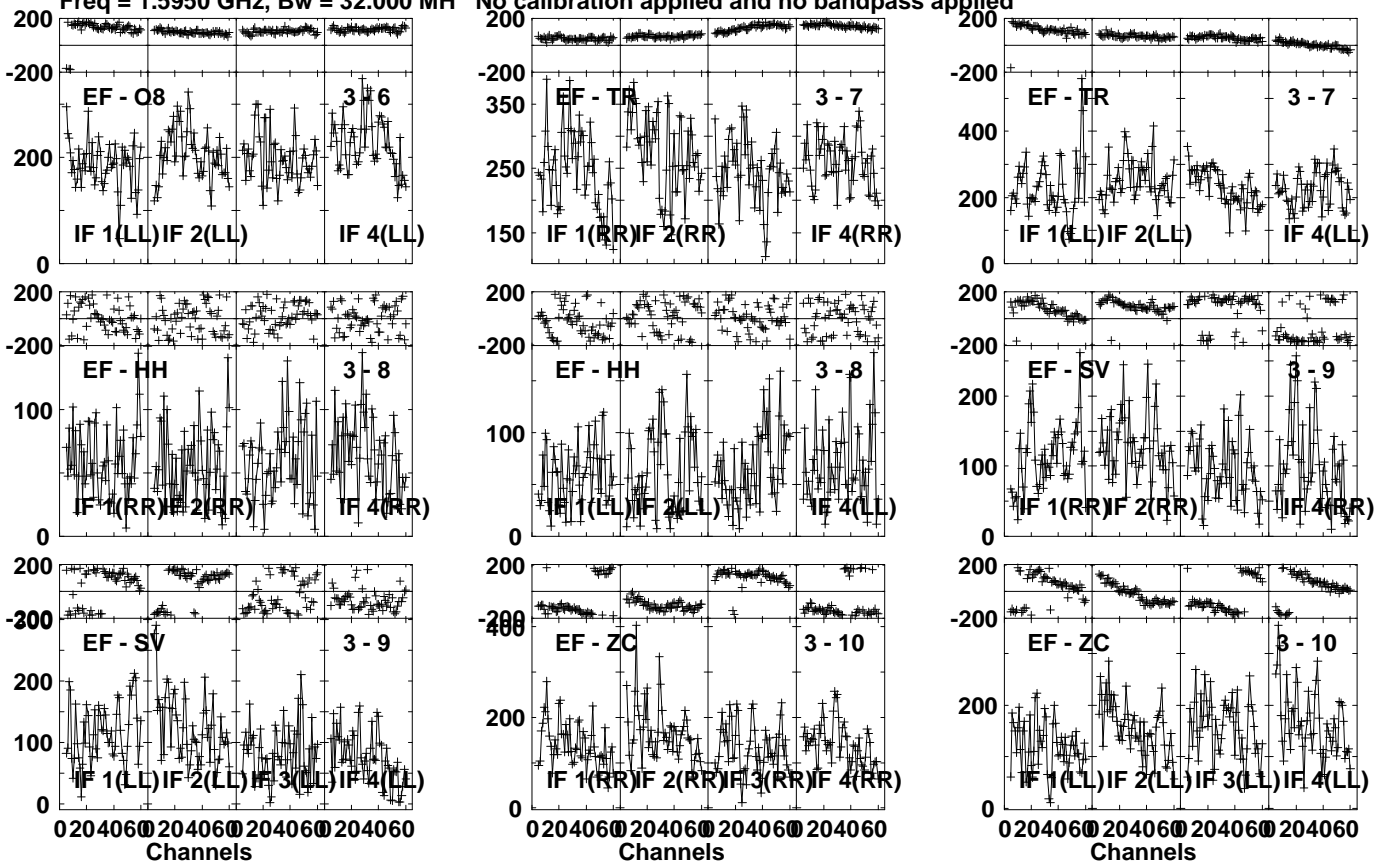 Freq = 1.5950 GHz, Bw = 32.000 MH No calibration applied and no bandpass applied
200
-200
EF - O8 3 - 6
200
IF 1(LL) IF 2(LL) IF 4(LL)
0
EF - TR 3 - 7
350
250
150
IF 1(RR) IF 2(RR) IF 4(RR)
200
-200
EF - TR 3 - 7
400
200
IF 1(LL) IF 2(LL) IF 4(LL)
0
200
-200
EF - HH 3 - 8
100
IF 1(RR) IF 2(RR) IF 4(RR)
0
EF - HH 3 - 8
100
IF 1(LL) IF 2(LL) IF 4(LL)
0
200
-200
EF - SV 3 - 9
200
100
IF 1(RR) IF 2(RR) IF 4(RR)
0
200
-200
300
EF - SV 3 - 9
200
100
IF 1(LL) IF 2(LL) IF 3(LL) IF 4(LL)
0
0 20 40 60 0 20 40 60 0 20 40 60 0 20 40 60
Channels
400
EF - ZC 3 - 10
200
IF 1(RR) IF 2(RR) IF 3(RR) IF 4(RR)
0
0 20 40 60 0 20 40 60 0 20 40 60 0 20 40 60
Channels
200
-200
EF - ZC 3 - 10
200
IF 1(LL) IF 2(LL) IF 3(LL) IF 4(LL)
0
0 20 40 60 0 20 40 60 0 20 40 60 0 20 40 60
Channels